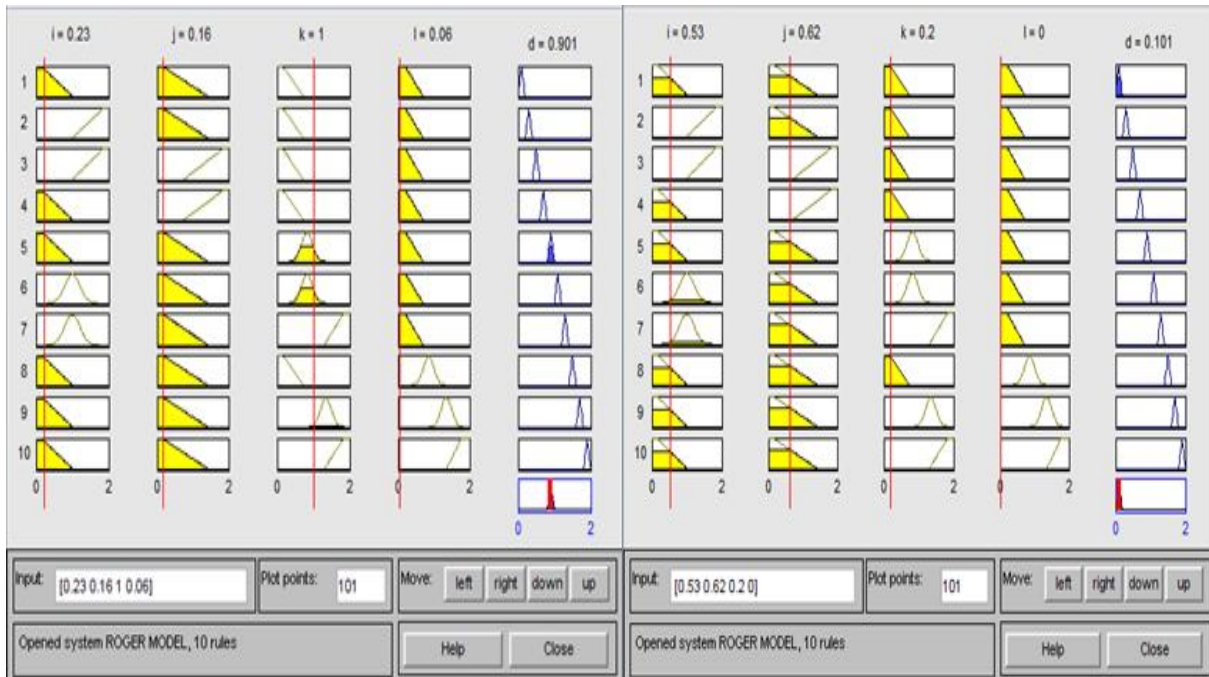 i = 0.23 j = 0.16 k = 1 l = 0.06 d = 0.901
1
2
3
4
5
6
7
8
9
10
0 2 0 2 0 2 0 2
0 2
Input: [0.23 0.16 1 0.06] Plot points: 101 Move: left right down up
Opened system ROGER MODEL, 10 rules Help Close
i = 0.53 j = 0.62 k = 0.2 l = 0 d = 0.101
1
2
3
4
5
6
7
8
9
10
0 2 0 2 0 2 0 2
0 2
Input: [0.53 0.62 0.2 0] Plot points: 101 Move: left right down up
Opened system ROGER MODEL, 10 rules Help Close